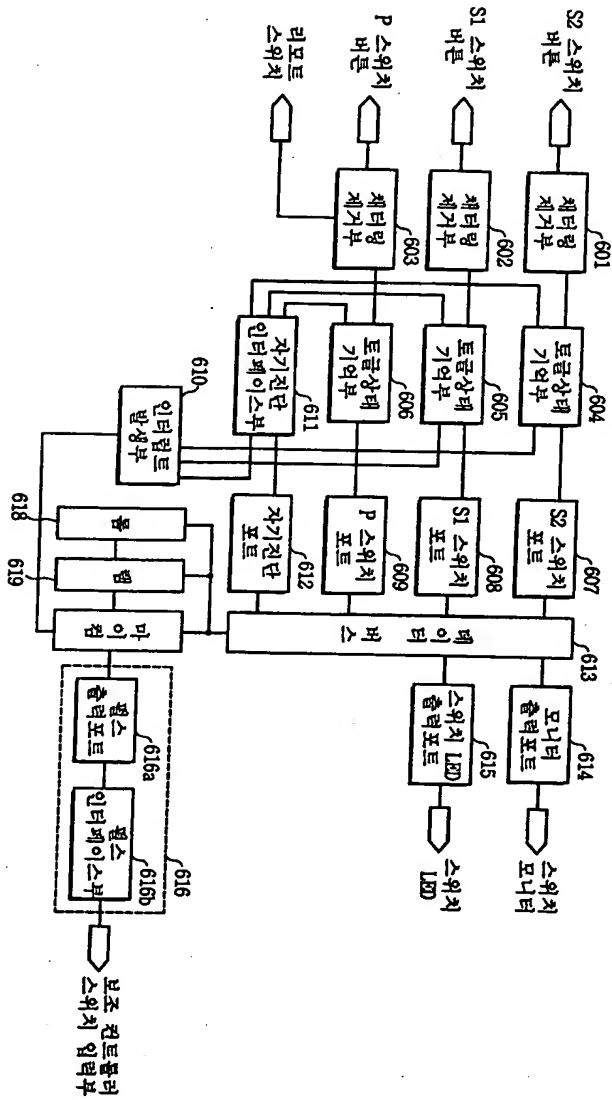 S2 스위치
버튼
채터링
제거부
601
토글상태
기억부
604
S2 스위치
포트
607
모니터
출력포트
614
스위치
모니터
S1 스위치
버튼
채터링
제거부
602
토글상태
기억부
605
S1 스위치
포트
608
스위치 LED
출력포트
615
스위치
LED
P 스위치
버튼
채터링
제거부
603
토글상태
기억부
606
P 스위치
포트
609
데이터 버스
613
리모트
스위치
자기진단
인터페이스부
611
자기진단
포트
612
인터럽트
발생부
610
롬
618
램
619
마이컴
펄스
출력포트
616a
펄스
인터페이스부
616b
616
보조 컨트롤러
스위치 입력부